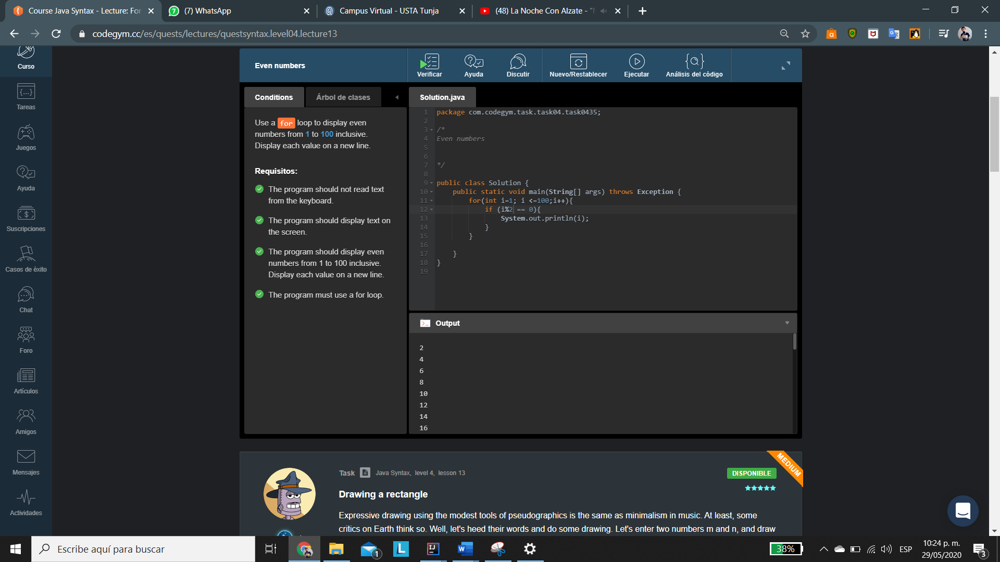 Course Java Syntax - Lecture: For
(7) WhatsApp
Campus Virtual - USTA Tunja
(48) La Noche Con Alzate - "
codegym.cc/es/quests/lectures/questsyntax.level04.lecture13
Curso
Tareas
Juegos
Ayuda
Suscripciones
Casos de éxito
Chat
Foro
Artículos
Amigos
Mensajes
Actividades
Even numbers
Verificar
Ayuda
Discutir
Nuevo/Restablecer
Ejecutar
Análisis del código
Conditions
Árbol de clases
Use a for loop to display even
numbers from 1 to 100 inclusive.
Display each value on a new line.
Requisitos:
The program should not read text
from the keyboard.
The program should display text on
the screen.
The program should display even
numbers from 1 to 100 inclusive.
Display each value on a new line.
The program must use a for loop.
Solution.java
1 package com.codegym.task.task04.task0435;
2
3 /*
4 Even numbers
5
6
7 */
8
9 public class Solution {
10 public static void main(String[] args) throws Exception {
11 for(int i=1; i <=100;i++){
12 if (i%2 == 0){
13 System.out.println(i);
14 }
15 }
16
17 }
18 }
19
Output
2
4
6
8
10
12
14
16
Task Java Syntax, level 4, lesson 13
DISPONIBLE
MEDIUM
Drawing a rectangle
Expressive drawing using the modest tools of pseudographics is the same as minimalism in music. At least, some
critics on Earth think so. Well, let's heed their words and do some drawing. Let's enter two numbers m and n, and draw
Escribe aquí para buscar
1
L
IJ
W
38%
ESP
10:24 p. m.
29/05/2020
3